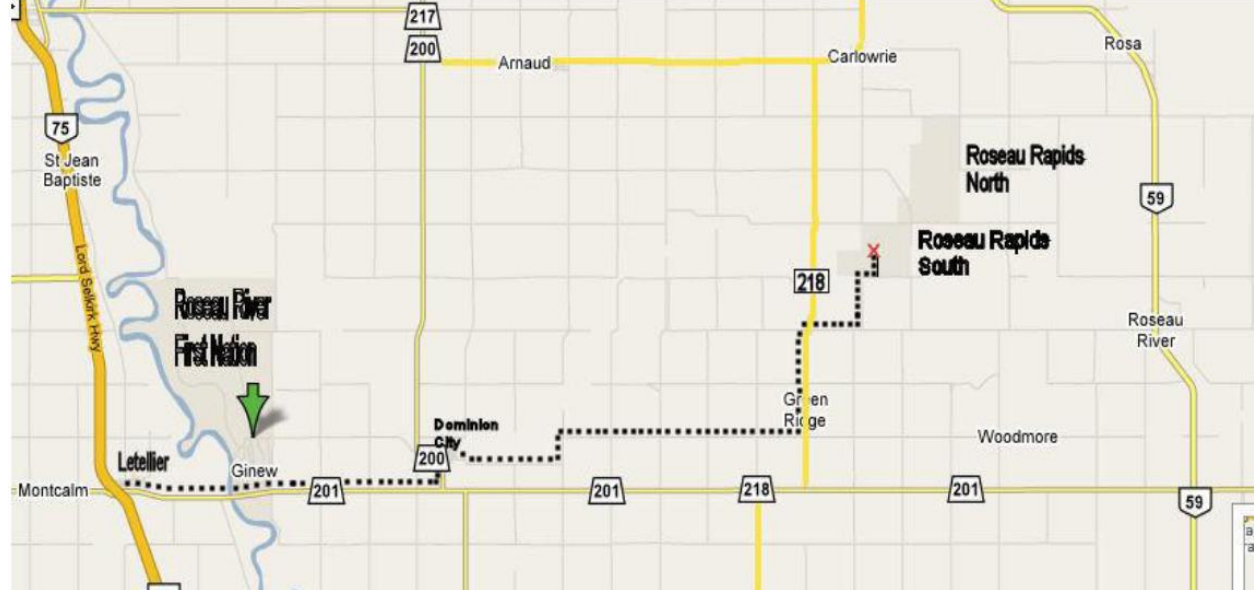 217
200
Arnaud
Carlowrie
Rosa
75
St Jean
Baptiste
Roseau Rapids
North
59
Lord Selkirk Hwy
Roseau Rapids
South
218
Roseau River
First Nation
Roseau
River
Green
Ridge
Dominion
City
Woodmore
Letellier
Ginew
200
Montcalm
201
201
218
201
59